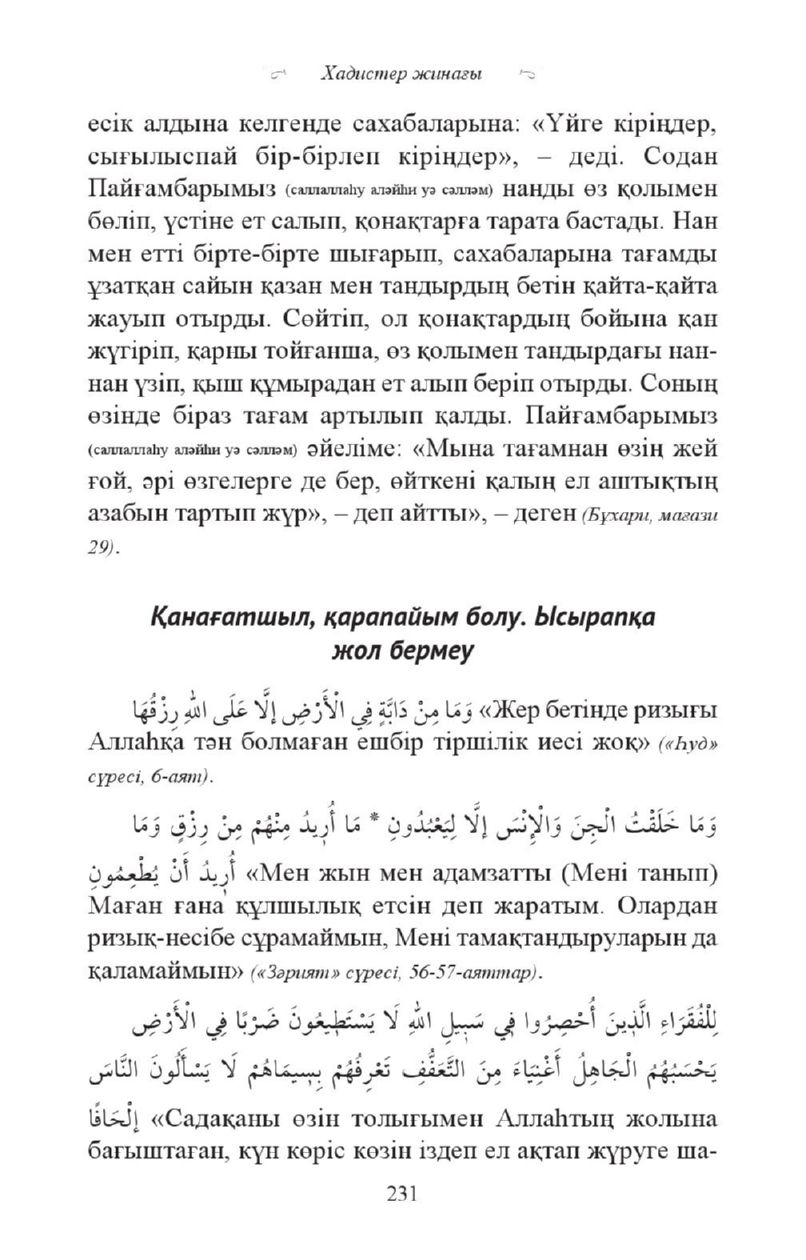 Хадистер жинағы
есік алдына келгенде сахабаларына: «Үйге кіріңдер,
сығылыспай бір-бірлеп кіріңдер», – деді. Содан
Пайғамбарымыз (саллаллаһу аләйһи уә сәлләм) нанды өз қолымен
бөліп, үстіне ет салып, қонақтарға тарата бастады. Нан
мен етті бірте-бірте шығарып, сахабаларына тағамды
ұзатқан сайын қазан мен тандырдың бетін қайта-қайта
жауып отырды. Сөйтіп, ол қонақтардың бойына қан
жүгіріп, қарны тойғанша, өз қолымен тандырдағы нан-
нан үзіп, қыш құмырадан ет алып беріп отырды. Соның
өзінде біраз тағам артылып қалды. Пайғамбарымыз
(саллаллаһу аләйһи уә сәлләм) әйеліме: «Мына тағамнан өзің жей
ғой, әрі өзгелерге де бер, өйткені қалың ел аштықтың
азабын тартып жүр», – деп айтты», – деген (Бұхари, мағази
29).
Қанағатшыл, қарапайым болу. Ысырапқа
жол бермеу
وَمَا مِنْ دَابَّةٍ فِي الْأَرْضِ إِلَّا عَلَى اللهِ رِزْقُهَا «Жер бетінде ризығы
Аллаһқа тән болмаған ешбір тіршілік иесі жоқ» («Һуд»
сүресі, 6-аят).
وَمَا خَلَقْتُ الْجِنَّ وَالْإِنْسَ إِلَّا لِيَعْبُدُونِ * مَا أُرِيدُ مِنْهُمْ مِنْ رِزْقٍ وَمَا
أُرِيدُ أَنْ يُطْعِمُونِ «Мен жын мен адамзатты (Мені танып)
Маған ғана құлшылық етсін деп жаратым. Олардан
ризық-несібе сұрамаймын, Мені тамақтандыруларын да
қаламаймын» («Зәрият» сүресі, 56-57-аяттар).
لِلْفُقَرَاءِ الَّذِينَ أُحْصِرُوا فِي سَبِيلِ اللهِ لَا يَسْتَطِيعُونَ ضَرْبًا فِي الْأَرْضِ
يَحْسَبُهُمُ الْجَاهِلُ أَغْنِيَاءَ مِنَ التَّعَفُّفِ تَعْرِفُهُمْ بِسِيمَاهُمْ لَا يَسْأَلُونَ النَّاسَ
إِلْحَافًا «Садақаны өзін толығымен Аллаһтың жолына
бағыштаған, күн көріс көзін іздеп ел ақтап жүруге ша-
231